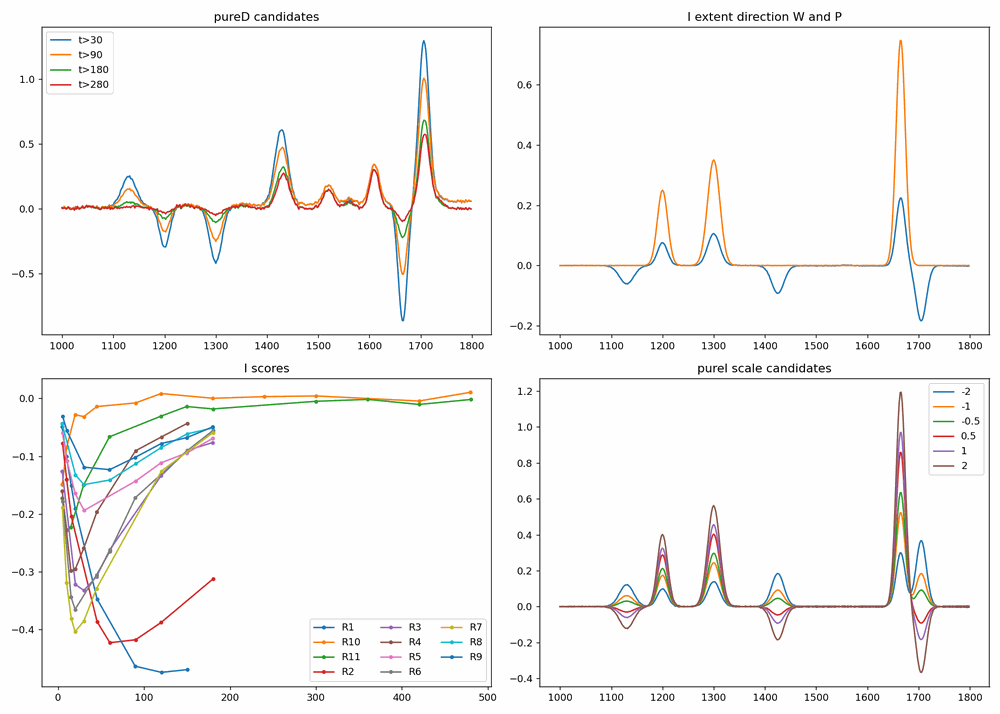 pureD candidates
t>30
t>90
t>180
t>280
1.0
0.5
0.0
−0.5
1000 1100 1200 1300 1400 1500 1600 1700 1800
I extent direction W and P
0.6
0.4
0.2
0.0
−0.2
1000 1100 1200 1300 1400 1500 1600 1700 1800
I scores
0.0
−0.1
−0.2
−0.3
−0.4
R1 R3 R7
R10 R4 R8
R11 R5 R9
R2 R6
0 100 200 300 400 500
pureI scale candidates
-2
-1
-0.5
0.5
1
2
1.2
1.0
0.8
0.6
0.4
0.2
0.0
−0.2
−0.4
1000 1100 1200 1300 1400 1500 1600 1700 1800